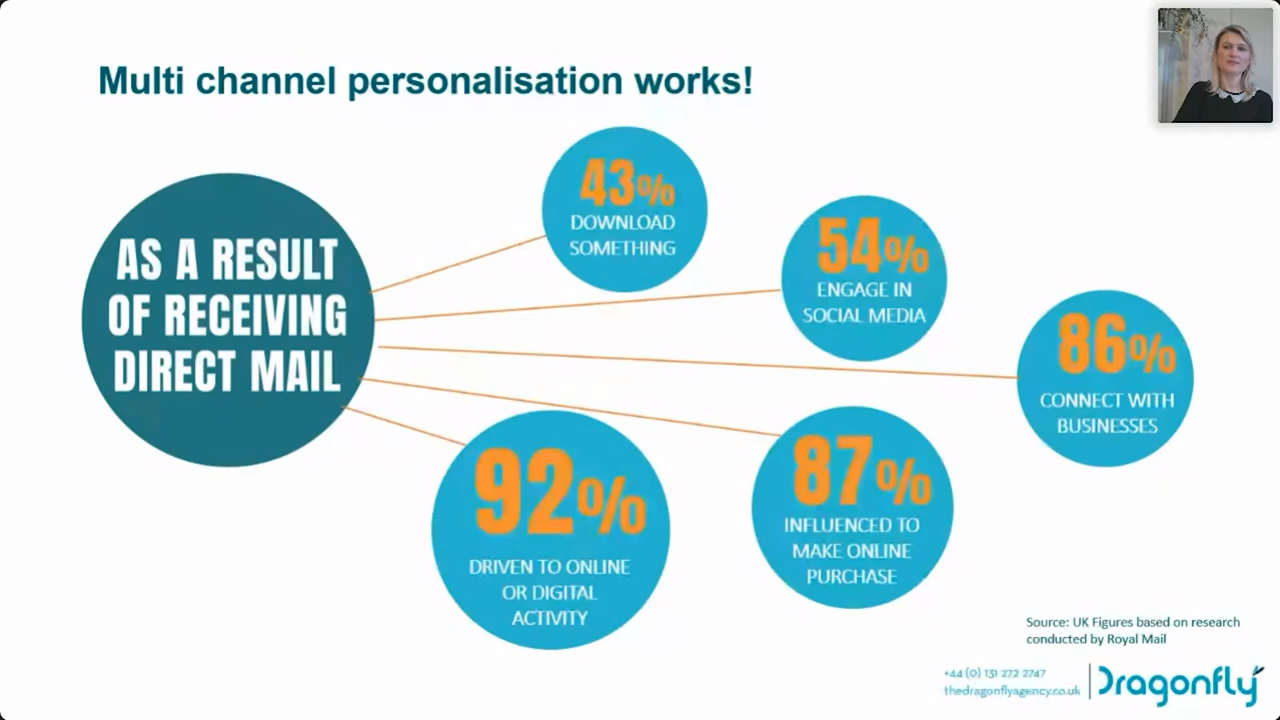 Multi channel personalisation works!
AS A RESULT
OF RECEIVING
DIRECT MAIL
43%
DOWNLOAD
SOMETHING
54%
ENGAGE IN
SOCIAL MEDIA
86%
CONNECT WITH
BUSINESSES
92%
DRIVEN TO ONLINE
OR DIGITAL
ACTIVITY
87%
INFLUENCED TO
MAKE ONLINE
PURCHASE
Source: UK Figures based on research
conducted by Royal Mail
+44 (0) 131 272 2747
thedragonflyagency.co.uk
Dragonfly